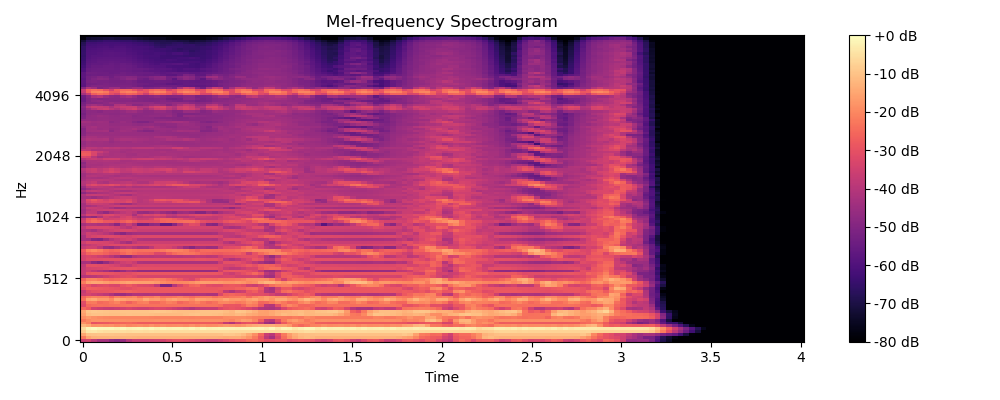 Mel-frequency Spectrogram
Hz
4096
2048
1024
512
0
0 0.5 1 1.5 2 2.5 3 3.5 4
Time
+0 dB
-10 dB
-20 dB
-30 dB
-40 dB
-50 dB
-60 dB
-70 dB
-80 dB